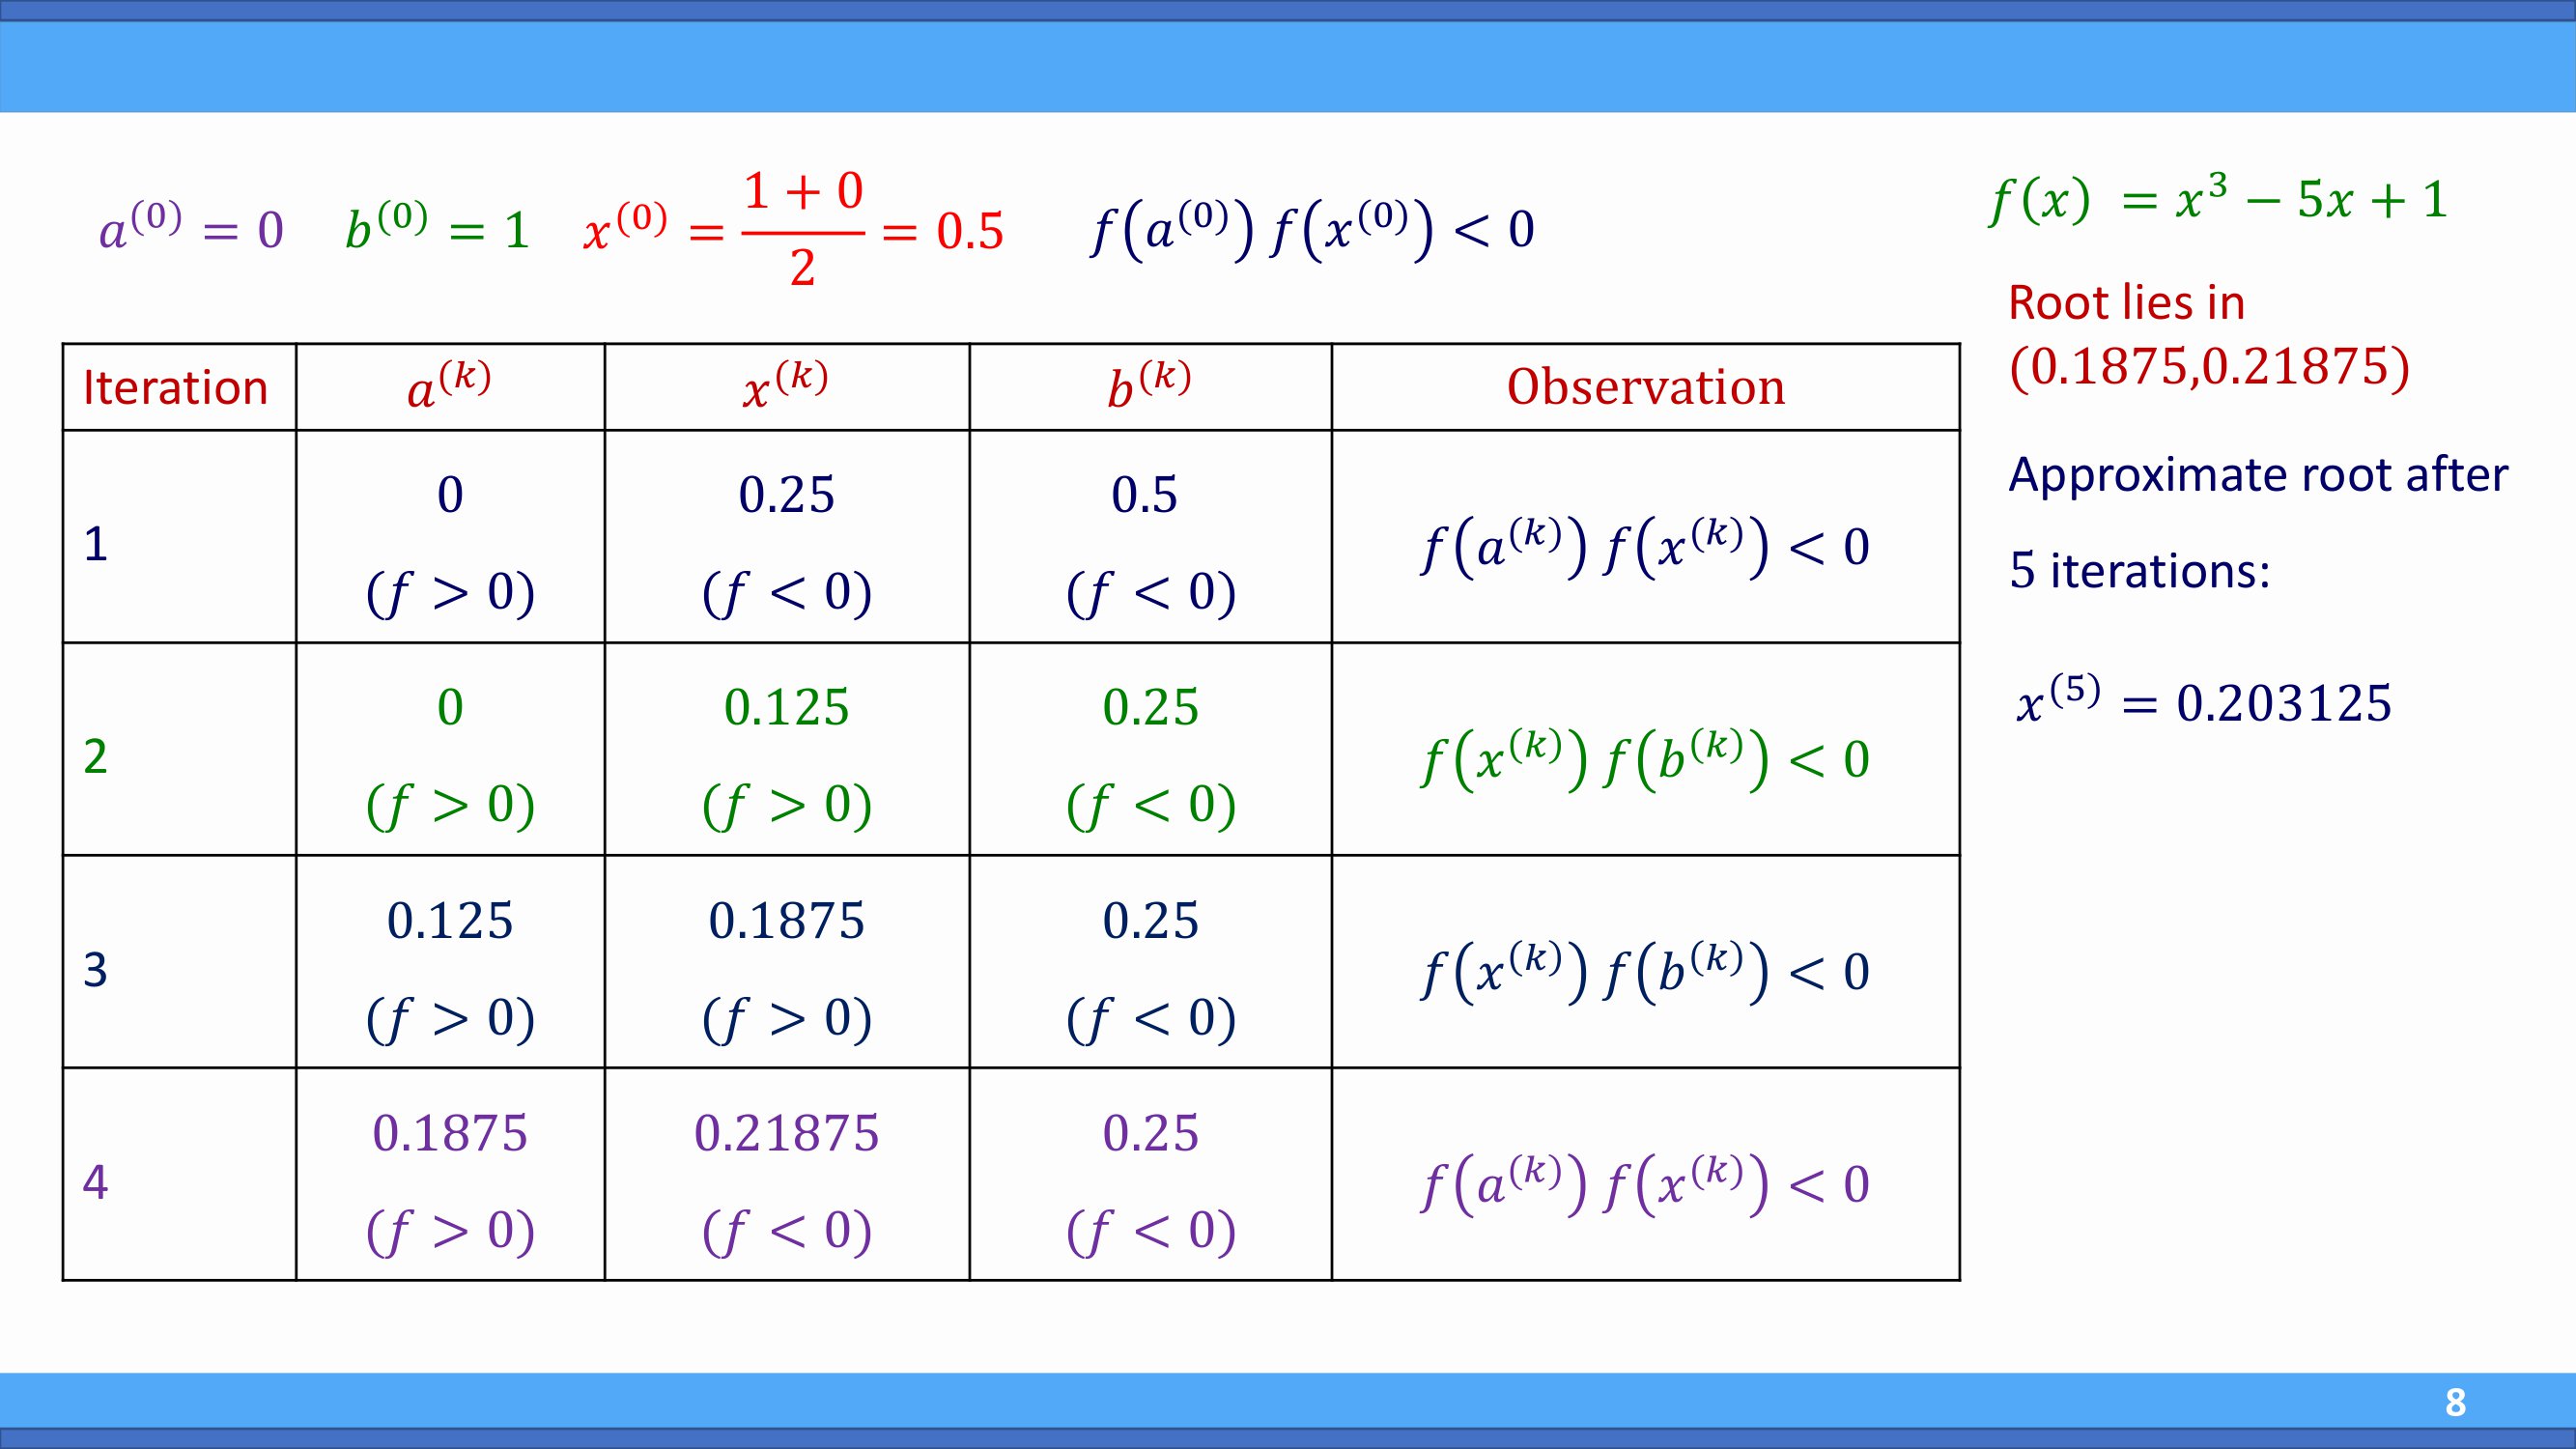 a⁽⁰⁾ = 0 b⁽⁰⁾ = 1 x⁽⁰⁾ = (1 + 0)/2 = 0.5 f(a⁽⁰⁾) f(x⁽⁰⁾) < 0
f(x) = x³ − 5x + 1
Root lies in
(0.1875,0.21875)
Approximate root after
5 iterations:
x⁽⁵⁾ = 0.203125
Iteration a⁽ᵏ⁾ x⁽ᵏ⁾ b⁽ᵏ⁾ Observation
1 0 (f > 0) 0.25 (f < 0) 0.5 (f < 0) f(a⁽ᵏ⁾) f(x⁽ᵏ⁾) < 0
2 0 (f > 0) 0.125 (f > 0) 0.25 (f < 0) f(x⁽ᵏ⁾) f(b⁽ᵏ⁾) < 0
3 0.125 (f > 0) 0.1875 (f > 0) 0.25 (f < 0) f(x⁽ᵏ⁾) f(b⁽ᵏ⁾) < 0
4 0.1875 (f > 0) 0.21875 (f < 0) 0.25 (f < 0) f(a⁽ᵏ⁾) f(x⁽ᵏ⁾) < 0
8